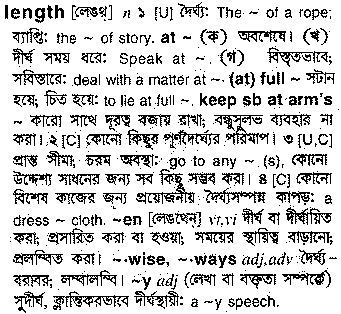 length [লেঙথ্] n ১ [U] দৈর্ঘ্য: The ~ of a rope;
ব্যাপ্তি: the ~ of story. at ~ (ক) অবশেষে। (খ)
দীর্ঘ সময় ধরে: Speak at ~ (গ) বিস্তৃতভাবে,
সবিস্তারে: deal with a matter at ~ (at) full ~ সটান
হয়ে, চিত হয়ে: to lie at full ~. keep sb at arm's
~ কারো সাথে দূরত্ব বজায় রাখা; বন্ধুসুলভ ব্যবহার না
করা। ২ [C] কোনো কিছুর পূর্ণদৈর্ঘ্যের পরিমাপ। ৩ [U,C]
প্রান্ত সীমা; চরম অবস্থা: go to any ~ (s), কোনো
উদ্দেশ্য সাধনের জন্য সব কিছু সম্ভব করা। ৪ [C] কোনো
বিশেষ কাজের জন্য প্রয়োজনীয় দৈর্ঘ্যসম্পন্ন কাপড়: a
dress ~ cloth. ~en [লেঙথেন্] vt,vi দীর্ঘ বা দীর্ঘায়িত
করা; প্রসারিত করা বা হওয়া; সময়ের স্থায়িত্ব বাড়ানো;
প্রলম্বিত করা। ~wise, ~ways adj,adv দৈর্ঘ্য-
বরাবর; লম্বালম্বি। ~y adj (লেখা বা বক্তৃতা সম্পর্কে)
সুদীর্ঘ, ক্লান্তিকরভাবে দীর্ঘস্থায়ী: a ~y speech.